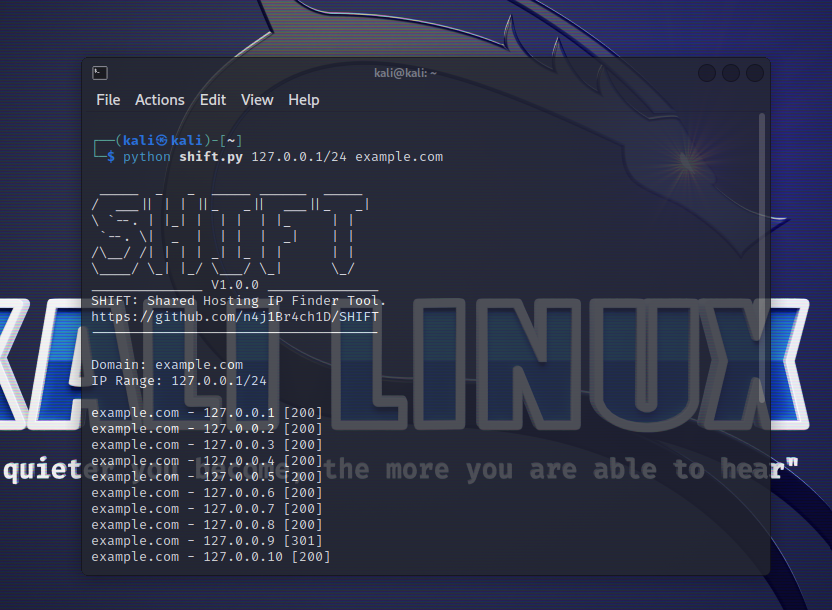 kali@kali: ~
File Actions Edit View Help
┌──(kali㉿kali)-[~]
└─$ python shift.py 127.0.0.1/24 example.com
SHIFT
V1.0.0
SHIFT: Shared Hosting IP Finder Tool.
https://github.com/n4j1Br4ch1D/SHIFT
Domain: example.com
IP Range: 127.0.0.1/24
example.com - 127.0.0.1 [200]
example.com - 127.0.0.2 [200]
example.com - 127.0.0.3 [200]
example.com - 127.0.0.4 [200]
example.com - 127.0.0.5 [200]
example.com - 127.0.0.6 [200]
example.com - 127.0.0.7 [200]
example.com - 127.0.0.8 [200]
example.com - 127.0.0.9 [301]
example.com - 127.0.0.10 [200]
KALI LINUX
quieter you become, the more you are able to hear"